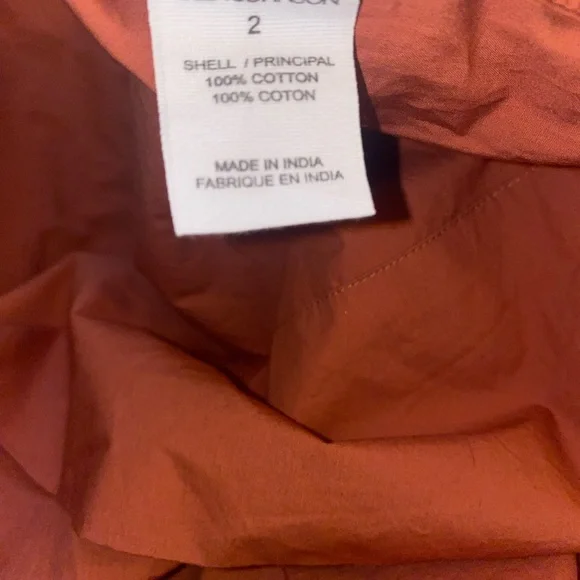 2
SHELL / PRINCIPAL
100% COTTON
100% COTON
MADE IN INDIA
FABRIQUE EN INDIA